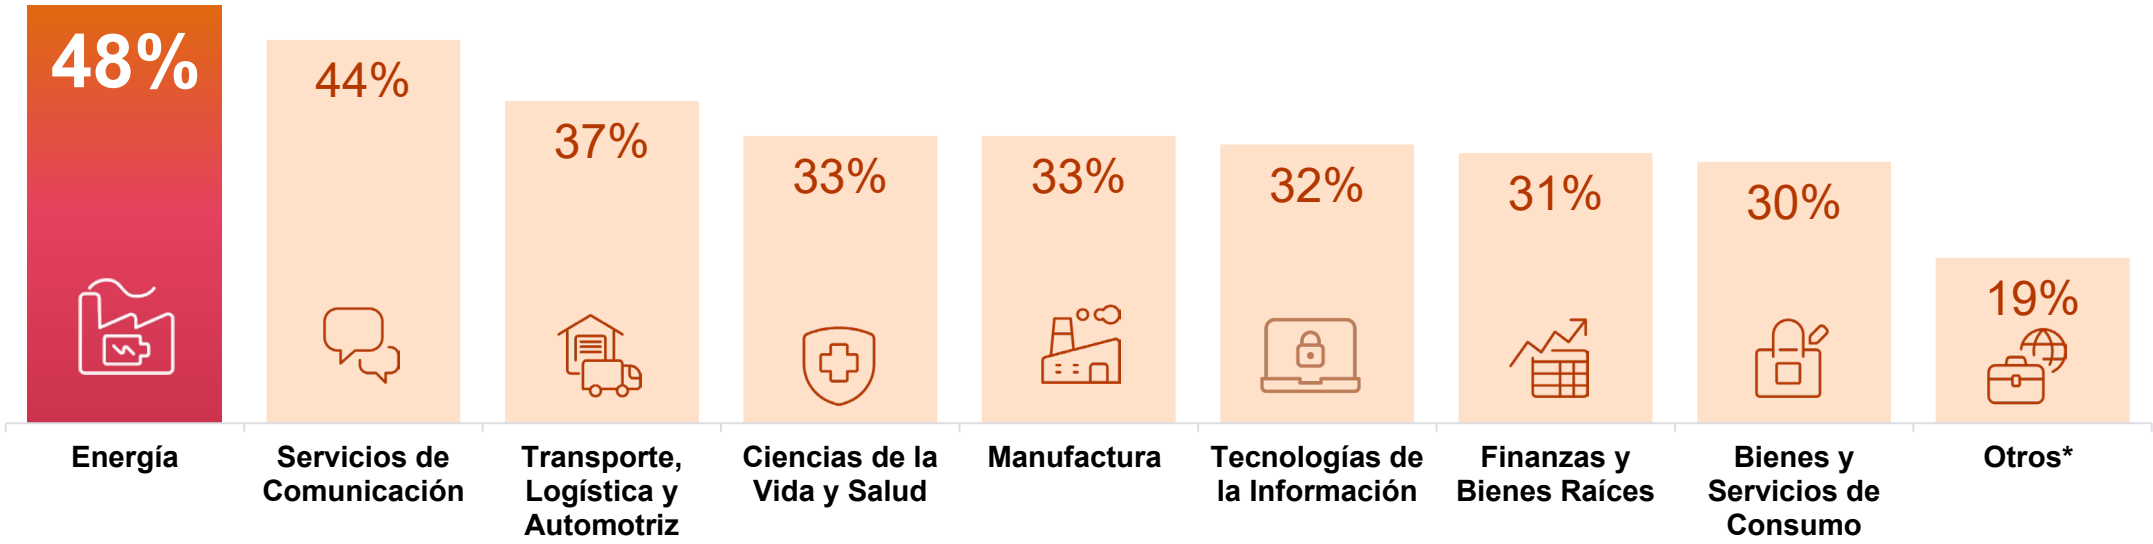 48%
44%
37%
33%
33%
32%
31%
30%
19%
Energía
Servicios de
Comunicación
Transporte,
Logística y
Automotriz
Ciencias de la
Vida y Salud
Manufactura
Tecnologías de
la Información
Finanzas y
Bienes Raíces
Bienes y
Servicios de
Consumo
Otros*